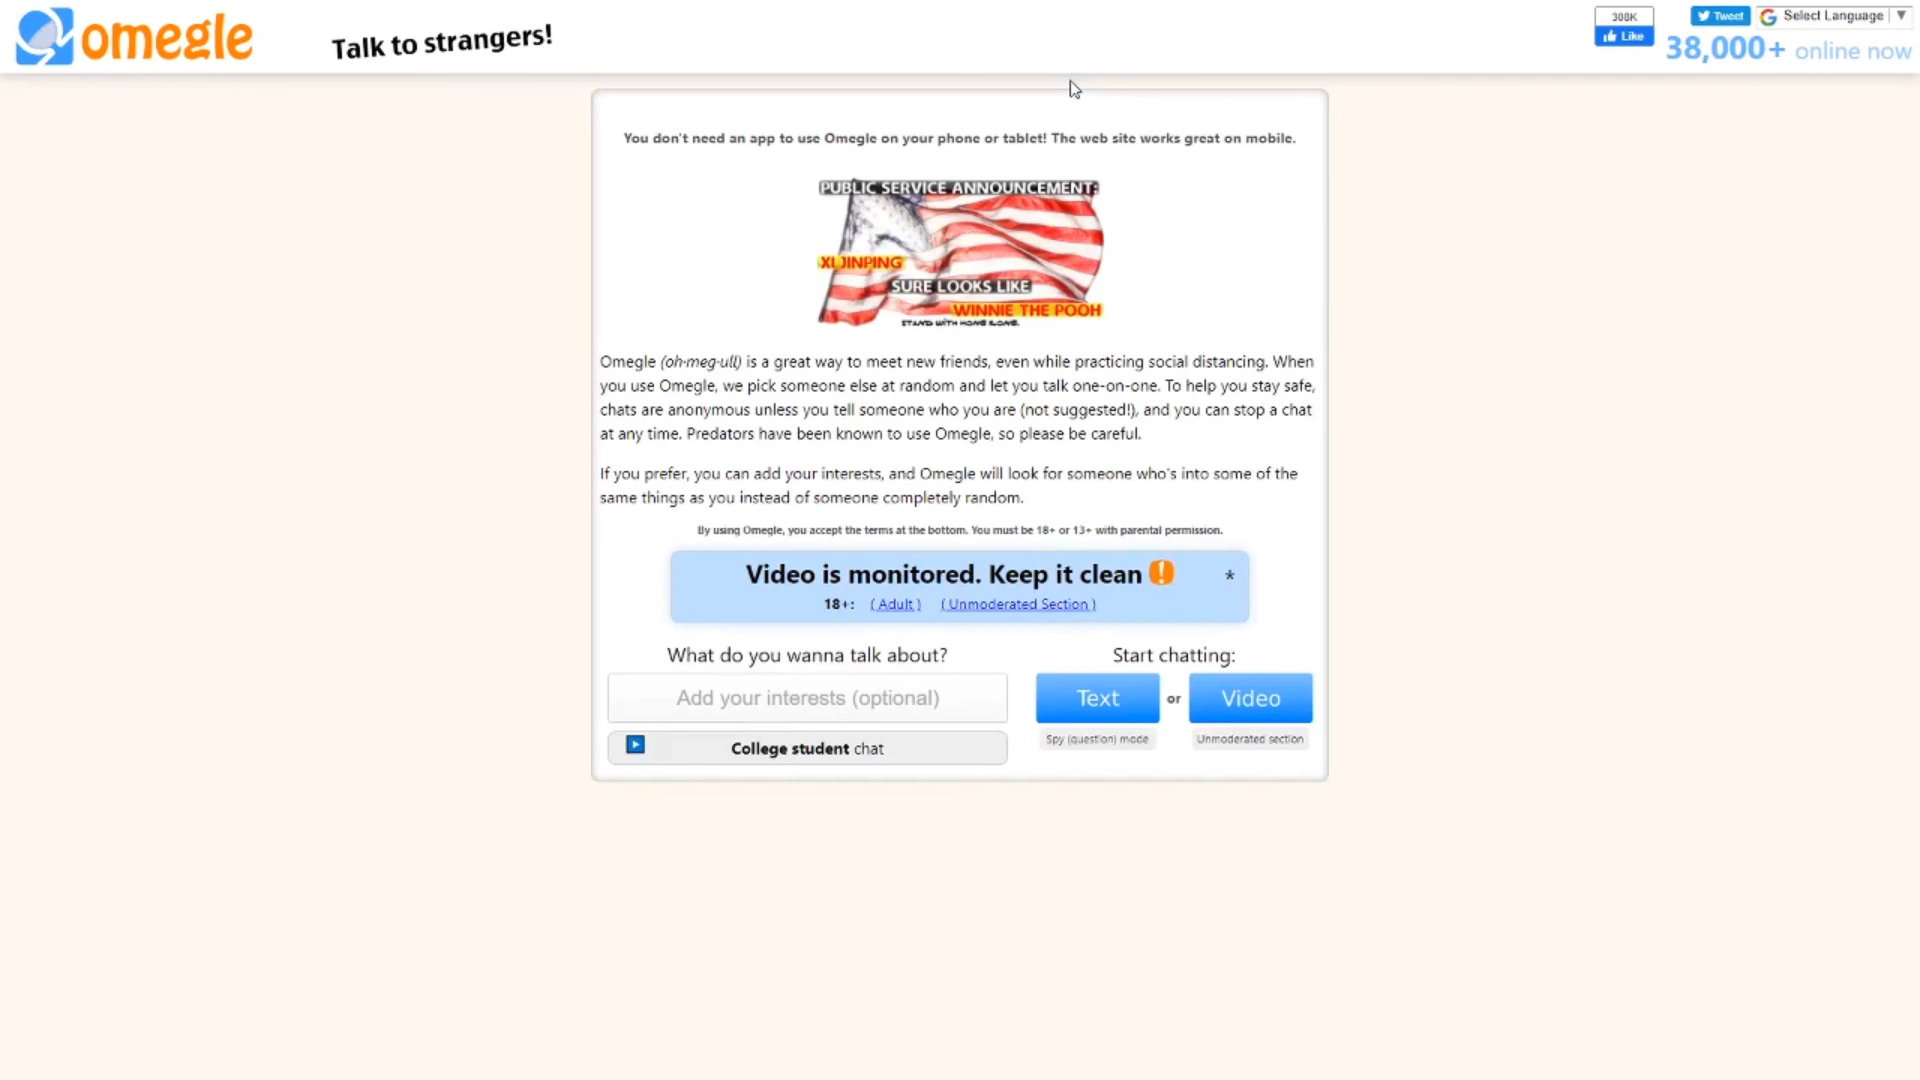 omegle
Talk to strangers!
308K
Like
Tweet
Select Language
38,000+ online now
You don't need an app to use Omegle on your phone or tablet! The web site works great on mobile.
PUBLIC SERVICE ANNOUNCEMENT:
XI JINPING
SURE LOOKS LIKE
WINNIE THE POOH
STAND WITH HONG KONG.
Omegle (oh·meg·ull) is a great way to meet new friends, even while practicing social distancing. When
you use Omegle, we pick someone else at random and let you talk one-on-one. To help you stay safe,
chats are anonymous unless you tell someone who you are (not suggested!), and you can stop a chat
at any time. Predators have been known to use Omegle, so please be careful.
If you prefer, you can add your interests, and Omegle will look for someone who's into some of the
same things as you instead of someone completely random.
By using Omegle, you accept the terms at the bottom. You must be 18+ or 13+ with parental permission.
Video is monitored. Keep it clean ! *
18+: (Adult) (Unmoderated Section)
What do you wanna talk about?
Start chatting:
Add your interests (optional)
Text or Video
Spy (question) mode
Unmoderated section
College student chat